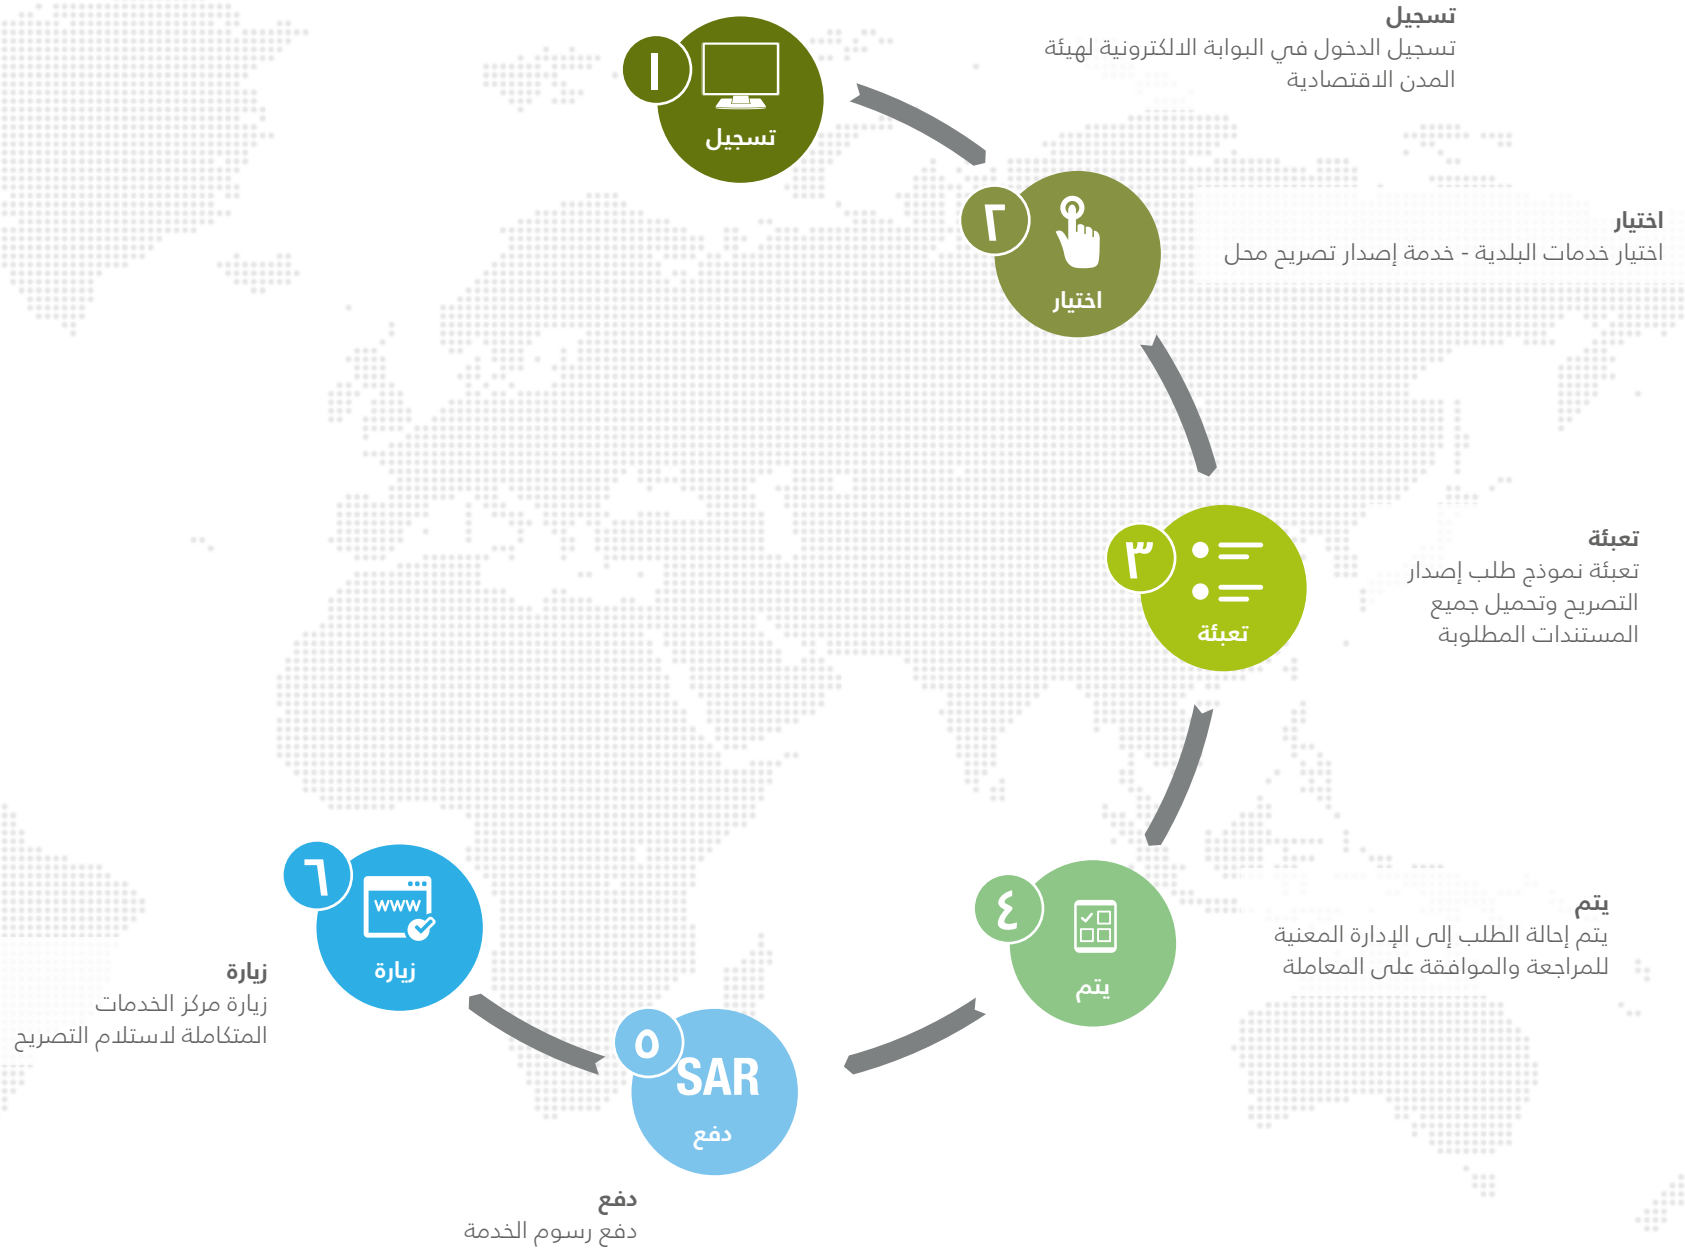 تسجيل
تسجيل الدخول في البوابة الالكترونية لهيئة
المدن الاقتصادية
١
تسجيل
اختيار
اختيار خدمات البلدية - خدمة إصدار تصريح محل
٢
اختيار
تعبئة
تعبئة نموذج طلب إصدار
التصريح وتحميل جميع
المستندات المطلوبة
٣
تعبئة
يتم
يتم إحالة الطلب إلى الإدارة المعنية
للمراجعة والموافقة على المعاملة
٤
يتم
٥
SAR
دفع
دفع
دفع رسوم الخدمة
٦
www
زيارة
زيارة
زيارة مركز الخدمات
المتكاملة لاستلام التصريح